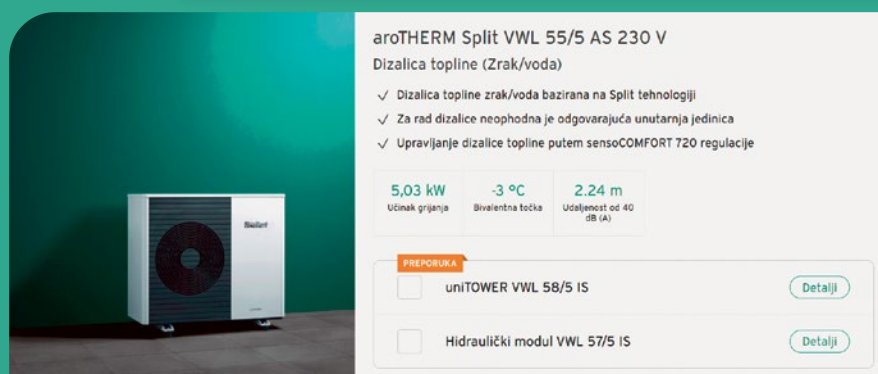 aroTHERM Split VWL 55/5 AS 230 V
Dizalica topline (Zrak/voda)
✓ Dizalica topline zrak/voda bazirana na Split tehnologiji
✓ Za rad dizalice neophodna je odgovarajuća unutarnja jedinica
✓ Upravljanje dizalice topline putem sensoCOMFORT 720 regulacije
5,03 kW
Učinak grijanja
-3 °C
Bivalentna točka
2.24 m
Udaljenost od 40
dB (A)
PREPORUKA
uniTOWER VWL 58/5 IS
Detalji
Hidraulički modul VWL 57/5 IS
Detalji
Vaillant